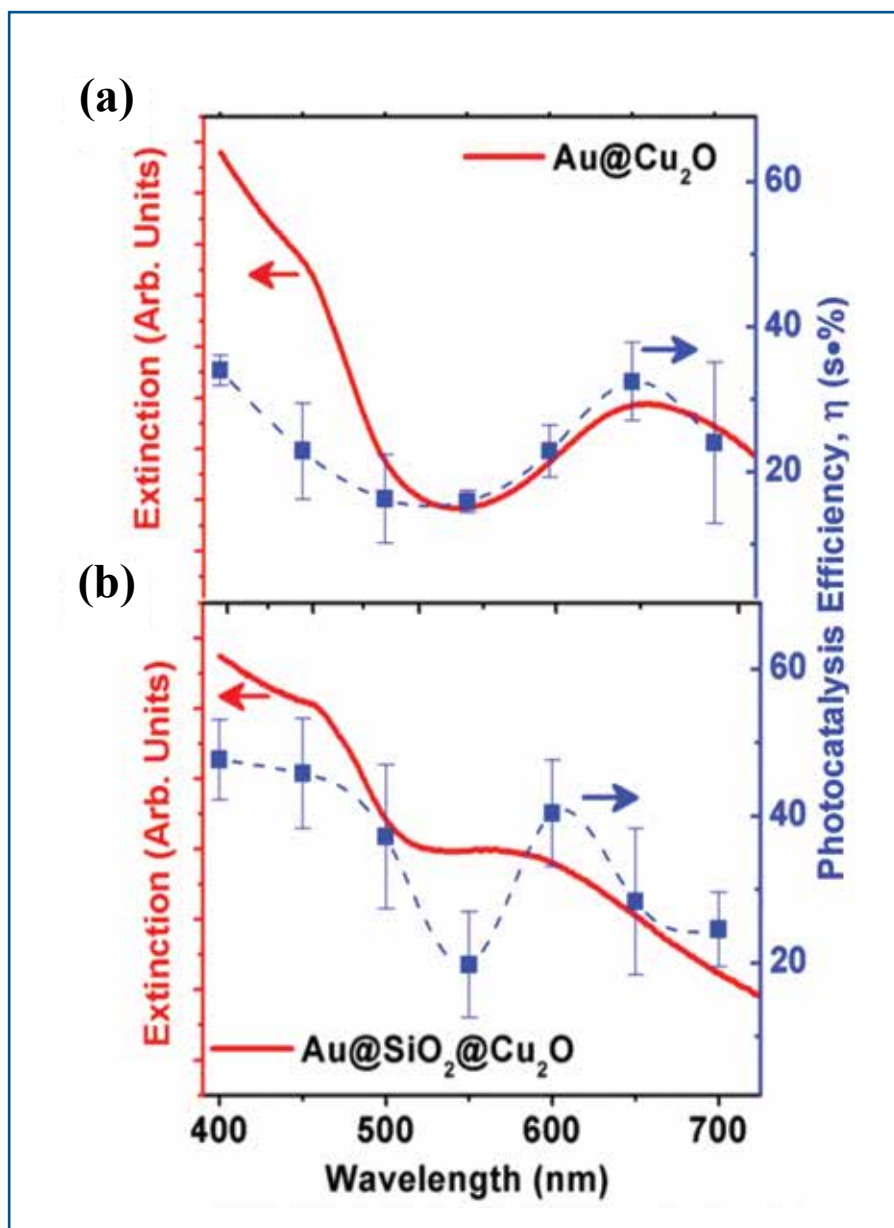 (a)
Au@Cu₂O
Extinction (Arb. Units)
60
40
20
Photocatalysis Efficiency, η (s•%)
(b)
Extinction (Arb. Units)
60
40
20
Au@SiO₂@Cu₂O
400 500 600 700
Wavelength (nm)